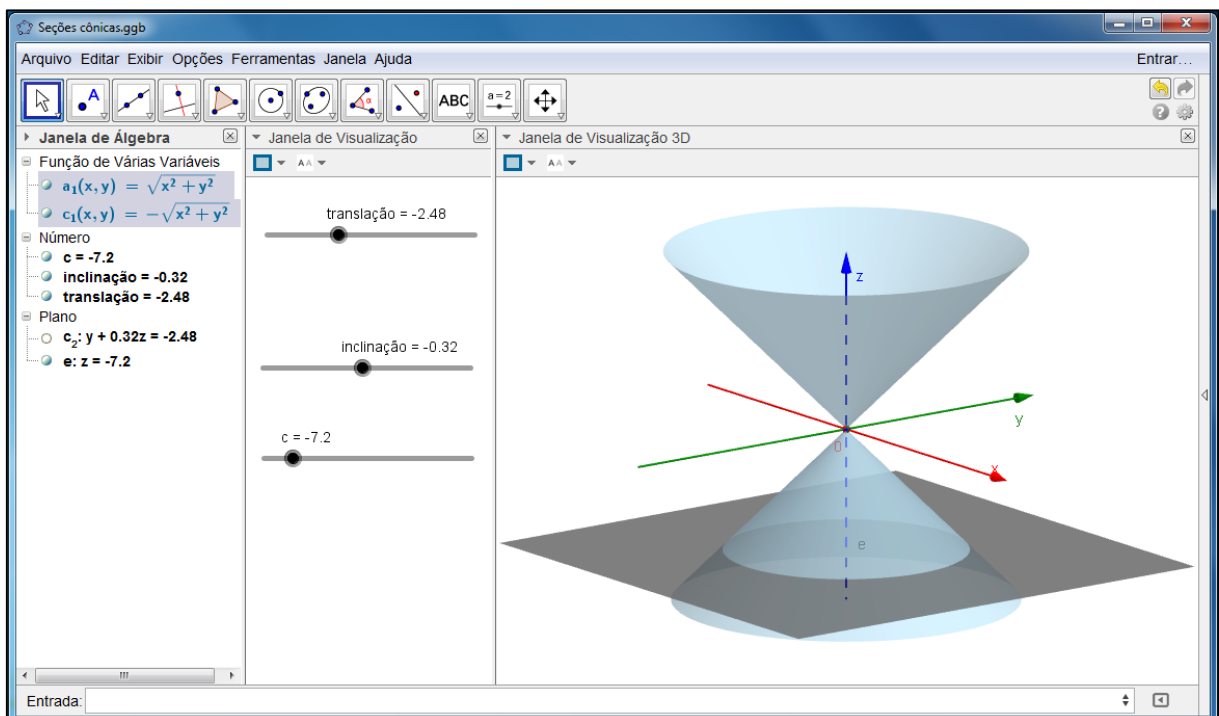 Seções cônicas.ggb
Arquivo Editar Exibir Opções Ferramentas Janela Ajuda
Entrar...
A
α
ABC
a=2
Janela de Álgebra
Função de Várias Variáveis
a₁(x,y) = √(x² + y²)
c₁(x,y) = −√(x² + y²)
Número
c = -7.2
inclinação = -0.32
translação = -2.48
Plano
c₂: y + 0.32z = -2.48
e: z = -7.2
Janela de Visualização
AA
translação = -2.48
inclinação = -0.32
c = -7.2
Janela de Visualização 3D
AA
z
y
x
0
e
Entrada: